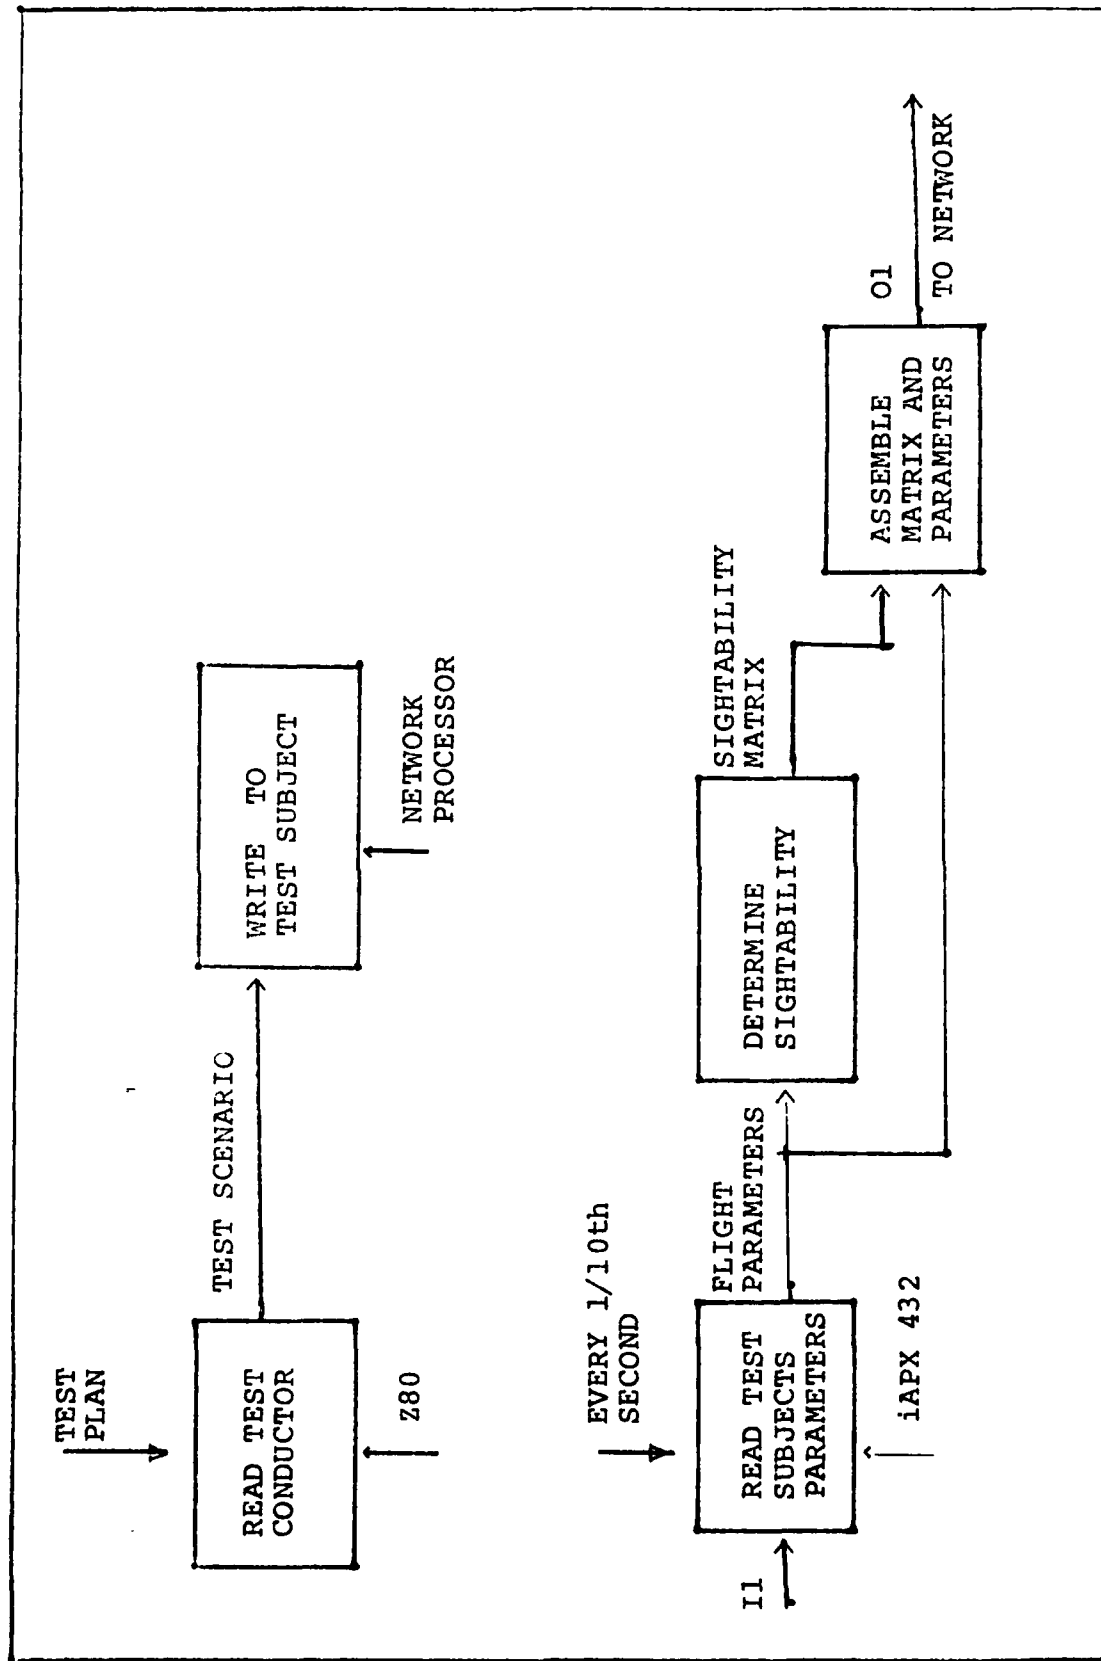 TEST
PLAN
READ TEST
CONDUCTOR
Z80
TEST SCENARIO
WRITE TO
TEST SUBJECT
NETWORK
PROCESSOR
EVERY 1/10th
SECOND
I1
READ TEST
SUBJECTS
PARAMETERS
iAPX 432
FLIGHT
PARAMETERS
DETERMINE
SIGHTABILITY
SIGHTABILITY
MATRIX
ASSEMBLE
MATRIX AND
PARAMETERS
O1
TO NETWORK